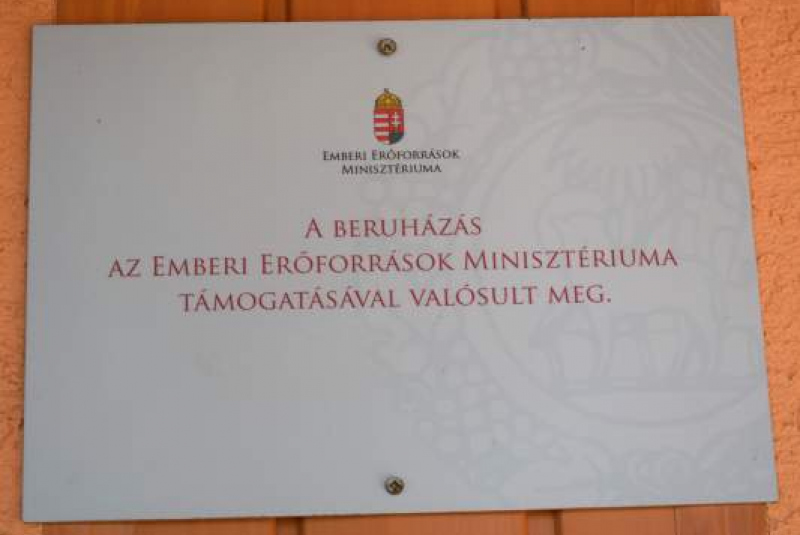 EMBERI ERŐFORRÁSOK
MINISZTÉRIUMA
A BERUHÁZÁS
AZ EMBERI ERŐFORRÁSOK MINISZTÉRIUMA
TÁMOGATÁSÁVAL VALÓSULT MEG.